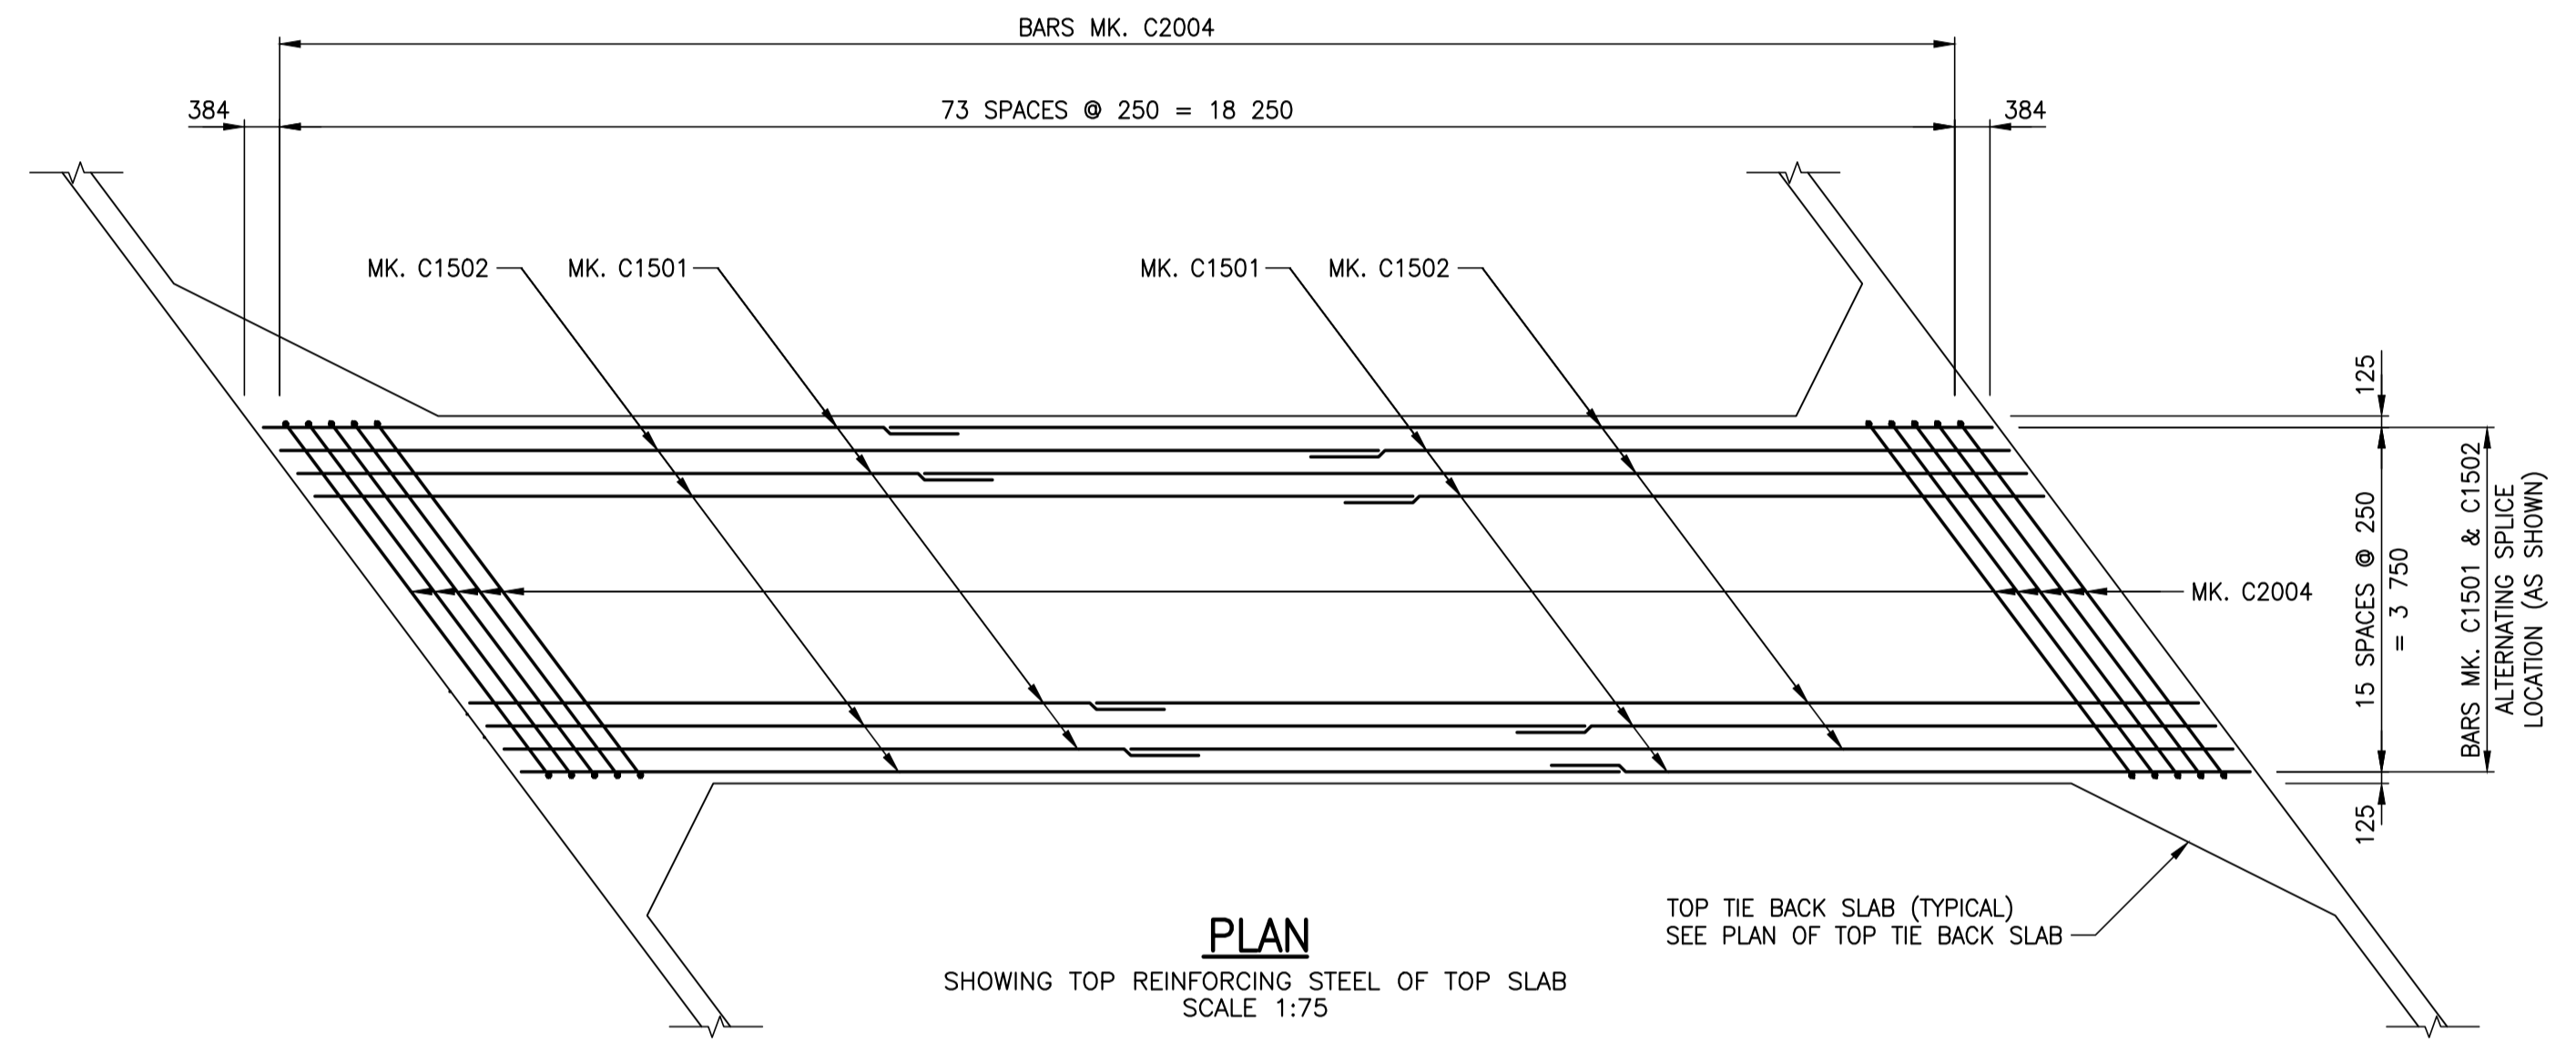 BARS MK. C2004
384
73 SPACES @ 250 = 18 250
384
MK. C1502
MK. C1501
MK. C1501
MK. C1502
125
15 SPACES @ 250
= 3 750
BARS MK. C1501 & C1502
ALTERNATING SPLICE
LOCATION (AS SHOWN)
MK. C2004
125
TOP TIE BACK SLAB (TYPICAL)
SEE PLAN OF TOP TIE BACK SLAB
PLAN
SHOWING TOP REINFORCING STEEL OF TOP SLAB
SCALE 1:75